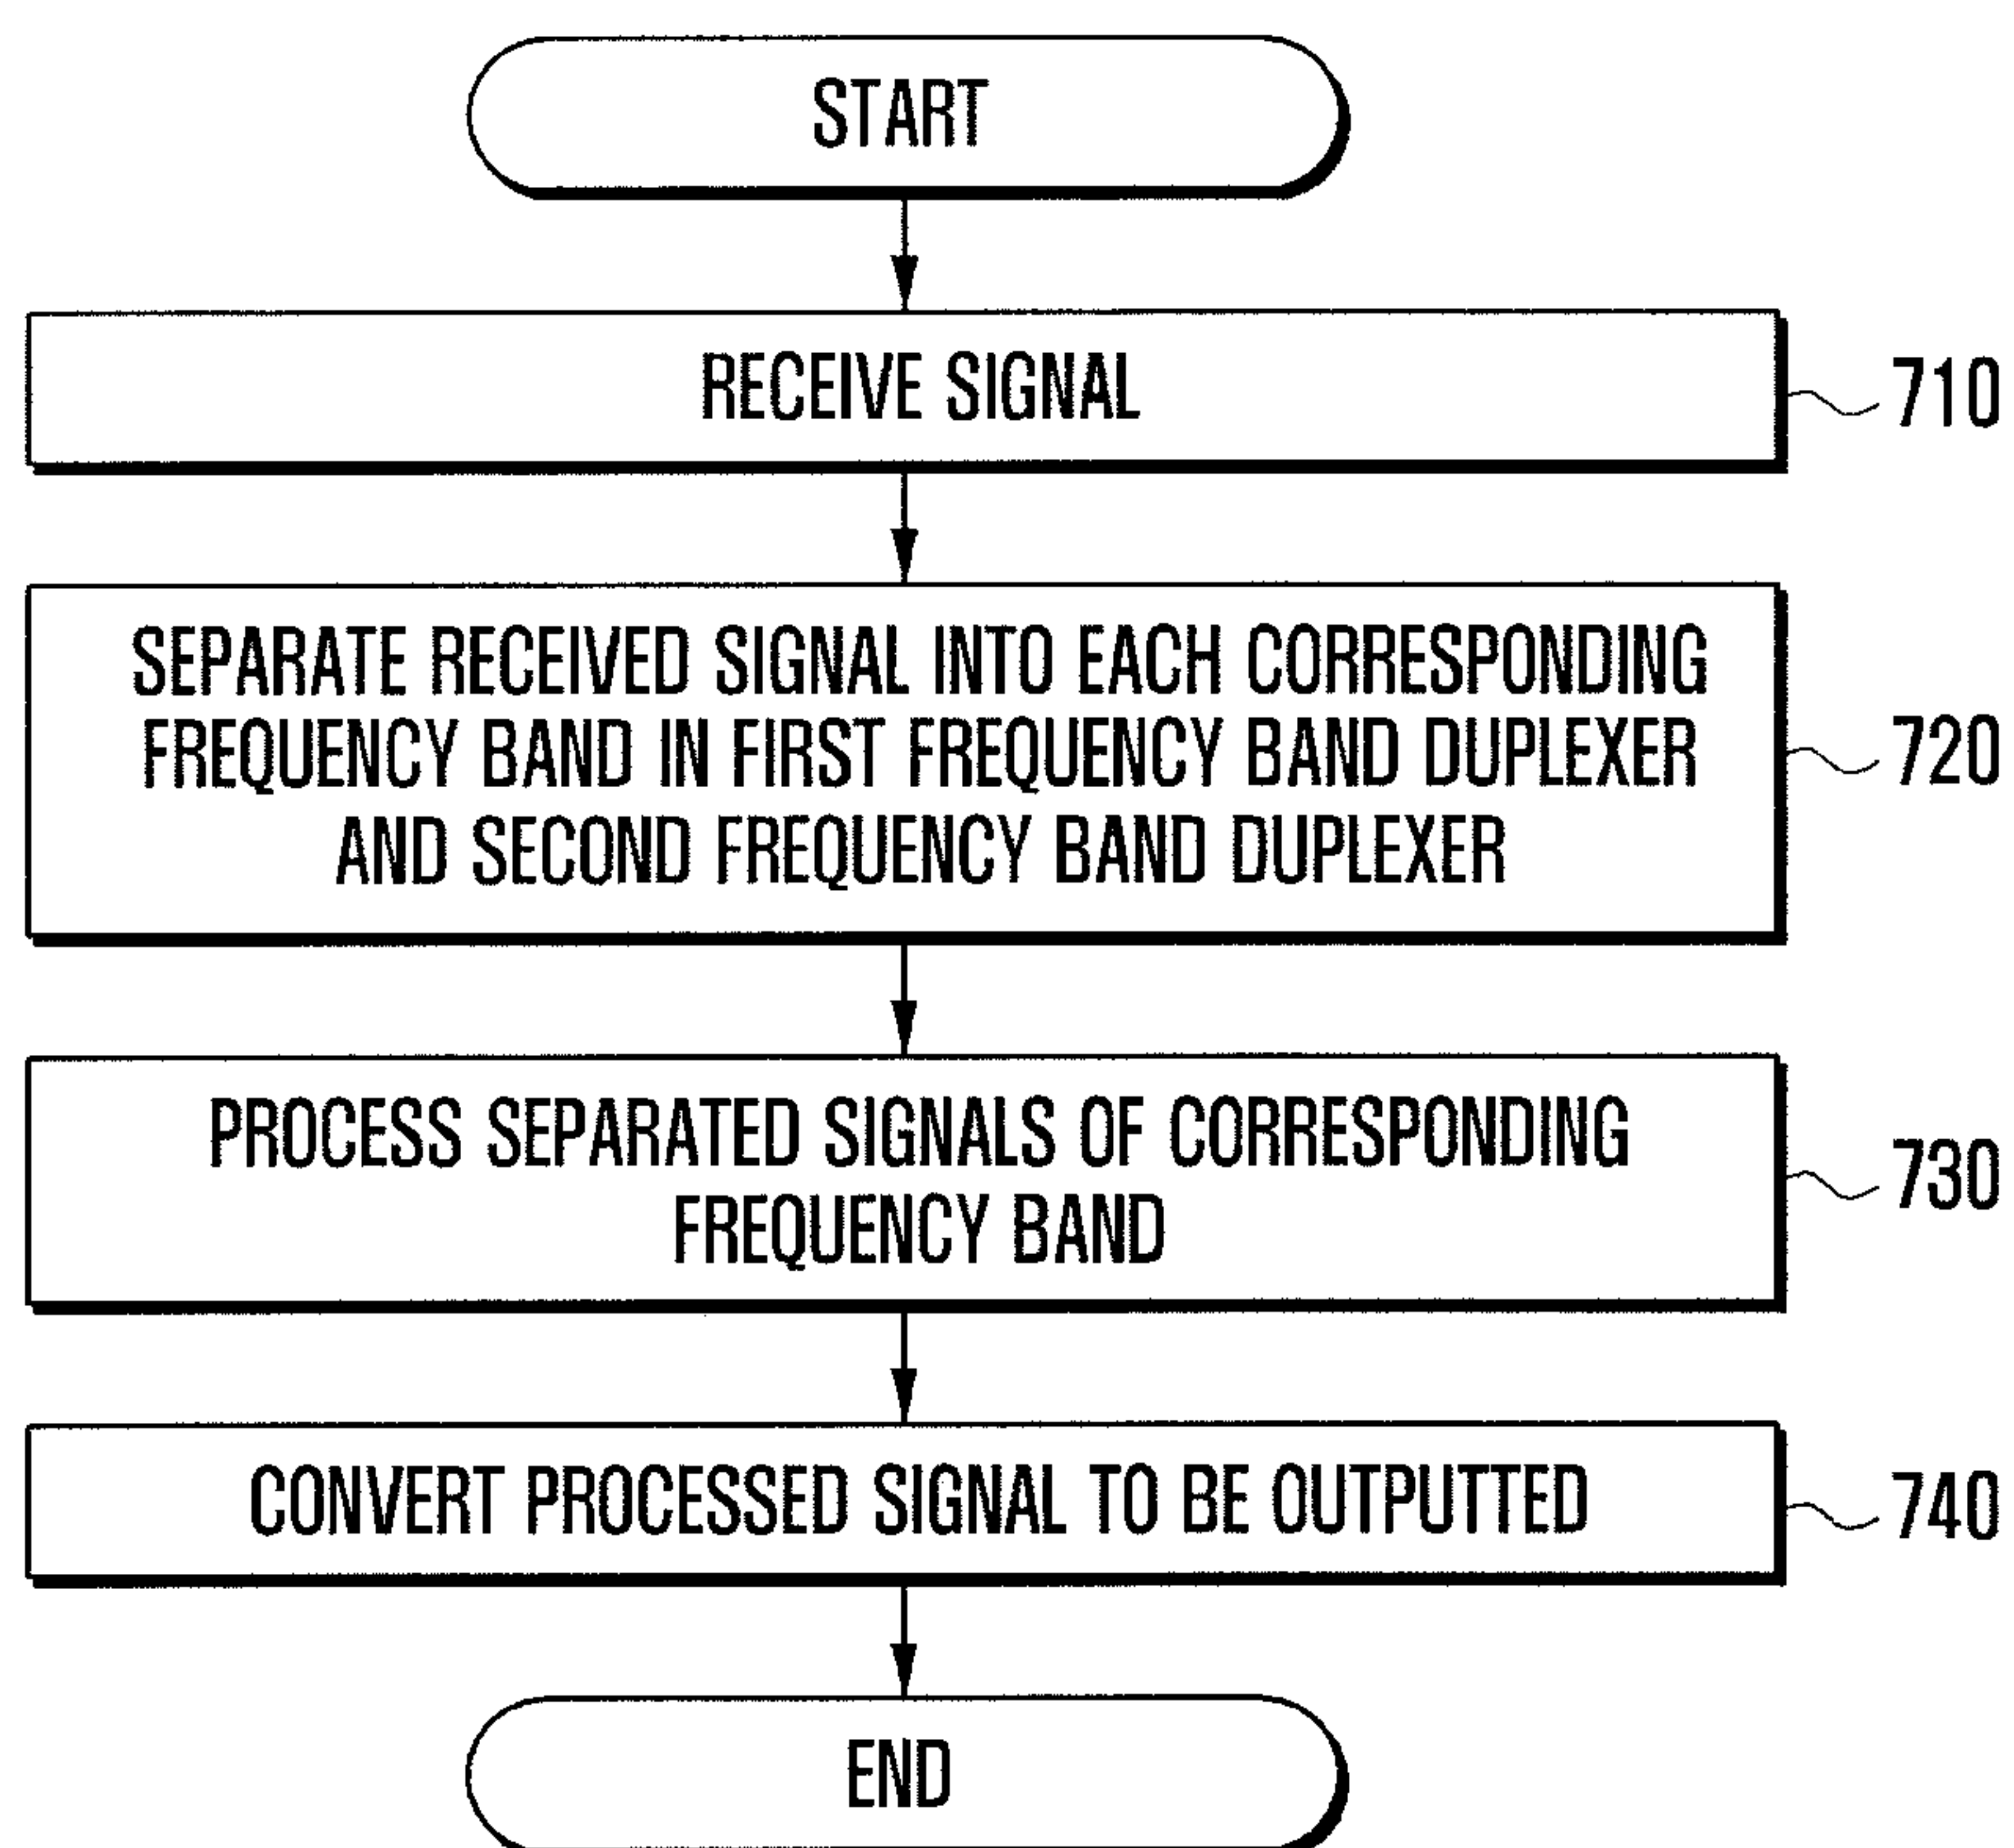 START
RECEIVE SIGNAL
710
SEPARATE RECEIVED SIGNAL INTO EACH CORRESPONDING
FREQUENCY BAND IN FIRST FREQUENCY BAND DUPLEXER
AND SECOND FREQUENCY BAND DUPLEXER
720
PROCESS SEPARATED SIGNALS OF CORRESPONDING
FREQUENCY BAND
730
CONVERT PROCESSED SIGNAL TO BE OUTPUTTED
740
END